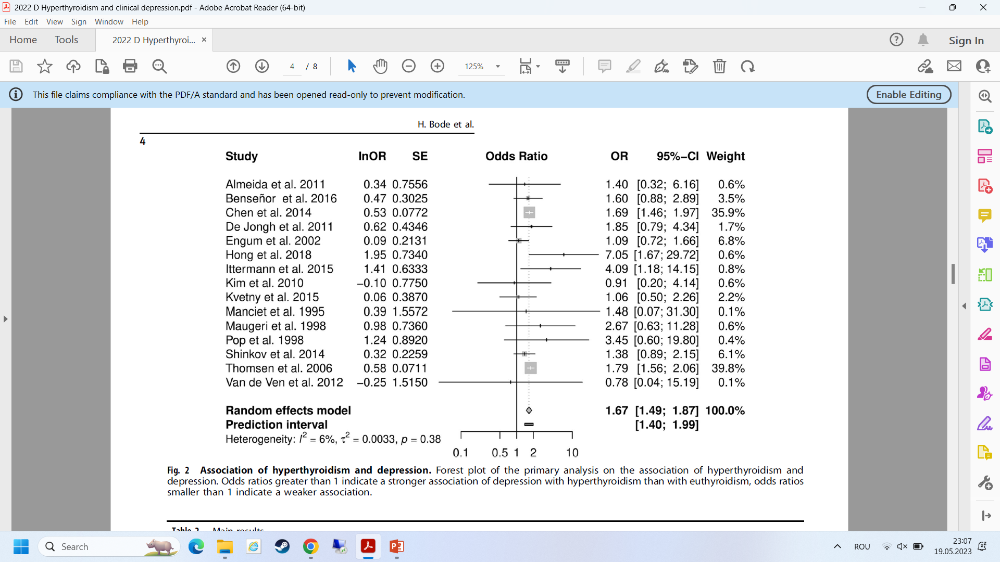 2022 D Hyperthyroidism and clinical depression.pdf - Adobe Acrobat Reader (64-bit)
File Edit View Sign Window Help
Home Tools 2022 D Hyperthyroi... × Sign In
4 / 8 125%
This file claims compliance with the PDF/A standard and has been opened read-only to prevent modification. Enable Editing
H. Bode et al.
4
Study lnOR SE Odds Ratio OR 95%−CI Weight
Almeida et al. 2011 0.34 0.7556 1.40 [0.32; 6.16] 0.6%
Benseñor et al. 2016 0.47 0.3025 1.60 [0.88; 2.89] 3.5%
Chen et al. 2014 0.53 0.0772 1.69 [1.46; 1.97] 35.9%
De Jongh et al. 2011 0.62 0.4346 1.85 [0.79; 4.34] 1.7%
Engum et al. 2002 0.09 0.2131 1.09 [0.72; 1.66] 6.8%
Hong et al. 2018 1.95 0.7340 7.05 [1.67; 29.72] 0.6%
Ittermann et al. 2015 1.41 0.6333 4.09 [1.18; 14.15] 0.8%
Kim et al. 2010 −0.10 0.7750 0.91 [0.20; 4.14] 0.6%
Kvetny et al. 2015 0.06 0.3870 1.06 [0.50; 2.26] 2.2%
Manciet et al. 1995 0.39 1.5572 1.48 [0.07; 31.30] 0.1%
Maugeri et al. 1998 0.98 0.7360 2.67 [0.63; 11.28] 0.6%
Pop et al. 1998 1.24 0.8920 3.45 [0.60; 19.80] 0.4%
Shinkov et al. 2014 0.32 0.2259 1.38 [0.89; 2.15] 6.1%
Thomsen et al. 2006 0.58 0.0711 1.79 [1.56; 2.06] 39.8%
Van de Ven et al. 2012 −0.25 1.5150 0.78 [0.04; 15.19] 0.1%
Random effects model 1.67 [1.49; 1.87] 100.0%
Prediction interval [1.40; 1.99]
Heterogeneity: I² = 6%, τ² = 0.0033, p = 0.38
0.1 0.5 1 2 10
Fig. 2 Association of hyperthyroidism and depression. Forest plot of the primary analysis on the association of hyperthyroidism and
depression. Odds ratios greater than 1 indicate a stronger association of depression with hyperthyroidism than with euthyroidism, odds ratios
smaller than 1 indicate a weaker association.
Table 2 Main results
Search ROU 23:07
19.05.2023